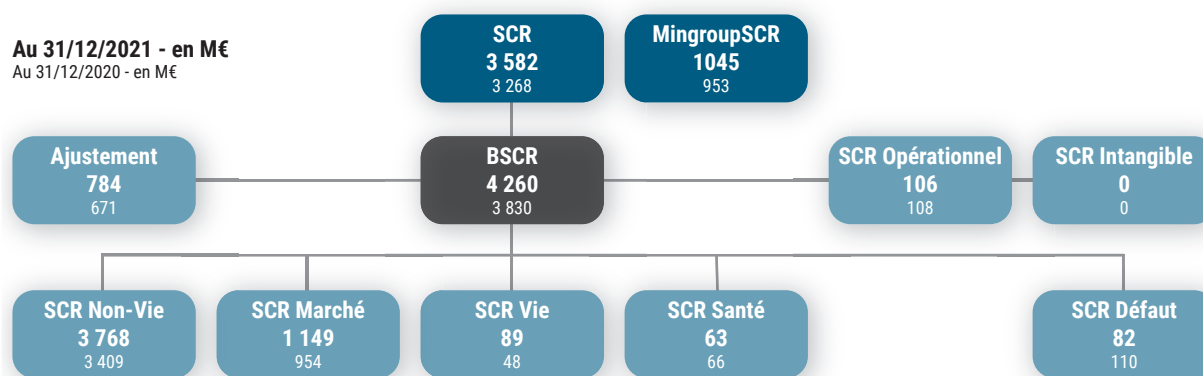 Au 31/12/2021 - en M€
Au 31/12/2020 - en M€
SCR
3 582
3 268
MingroupSCR
1045
953
Ajustement
784
671
BSCR
4 260
3 830
SCR Opérationnel
106
108
SCR Intangible
0
0
SCR Non-Vie
3 768
3 409
SCR Marché
1 149
954
SCR Vie
89
48
SCR Santé
63
66
SCR Défaut
82
110